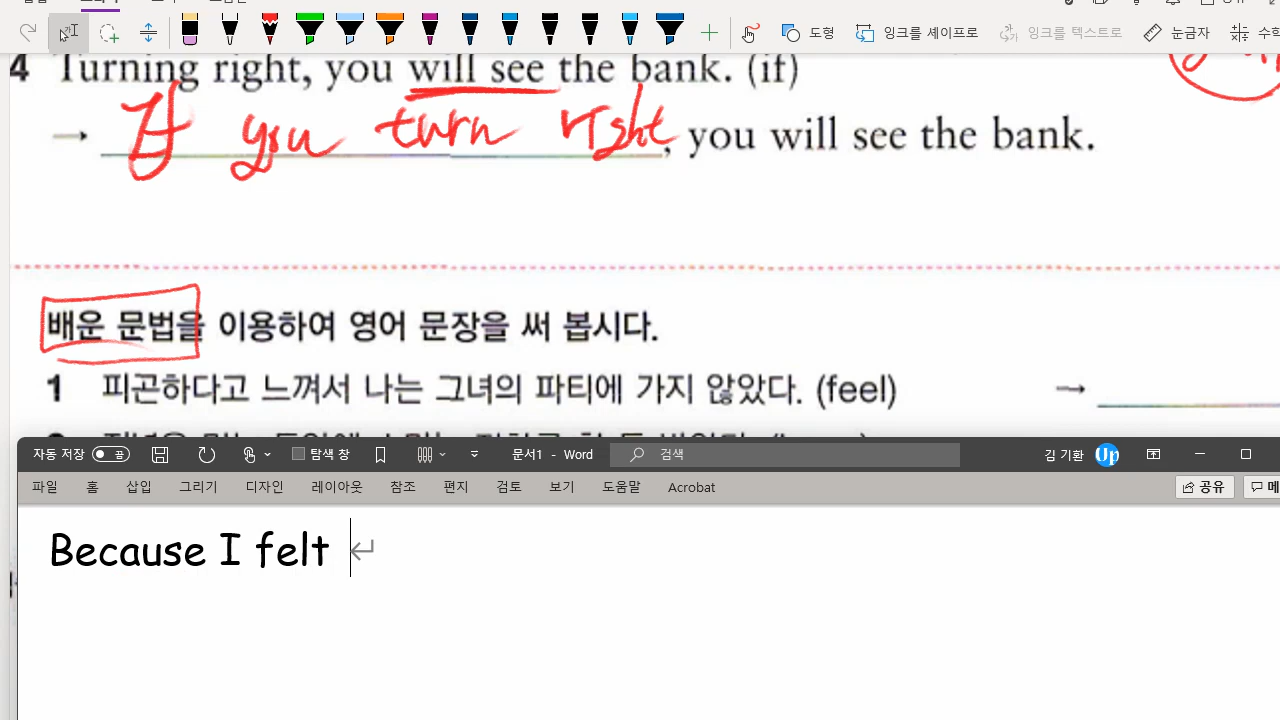 도형 잉크를 셰이프로 잉크를 텍스트로 눈금자
4 Turning right, you will see the bank. (if)
→ If you turn right, you will see the bank.
배운 문법을 이용하여 영어 문장을 써 봅시다.
1 피곤하다고 느껴서 나는 그녀의 파티에 가지 않았다. (feel) →
자동 저장 끔 탐색 창 문서1 - Word 검색 김 기환 Up
파일 홈 삽입 그리기 디자인 레이아웃 참조 편지 검토 보기 도움말 Acrobat 공유 메
Because I felt